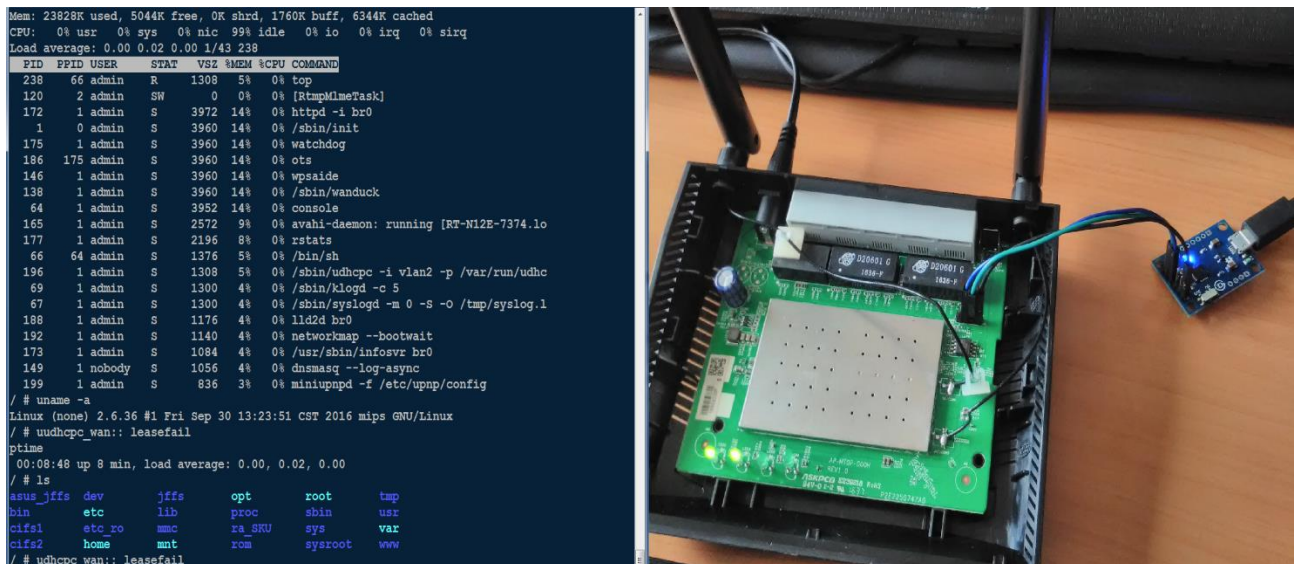 Mem: 23828K used, 5044K free, 0K shrd, 1760K buff, 6344K cached
CPU:   0% usr   0% sys   0% nic  99% idle   0% io   0% irq   0% sirq
Load average: 0.00 0.02 0.00 1/43 238
PID  PPID USER     STAT   VSZ %MEM %CPU COMMAND
238    66 admin    R     1308   5%   0% top
120     2 admin    SW       0   0%   0% [RtmpMlmeTask]
172     1 admin    S     3972  14%   0% httpd -i br0
1     0 admin    S     3960  14%   0% /sbin/init
175     1 admin    S     3960  14%   0% watchdog
186   175 admin    S     3960  14%   0% ots
146     1 admin    S     3960  14%   0% wpsaide
138     1 admin    S     3960  14%   0% /sbin/wanduck
64     1 admin    S     3952  14%   0% console
165     1 admin    S     2572   9%   0% avahi-daemon: running [RT-N12E-7374.lo
177     1 admin    S     2196   8%   0% rstats
66    64 admin    S     1376   5%   0% /bin/sh
196     1 admin    S     1308   5%   0% /sbin/udhcpc -i vlan2 -p /var/run/udhc
69     1 admin    S     1300   4%   0% /sbin/klogd -c 5
67     1 admin    S     1300   4%   0% /sbin/syslogd -m 0 -S -O /tmp/syslog.l
188     1 admin    S     1176   4%   0% lld2d br0
192     1 admin    S     1140   4%   0% networkmap --bootwait
173     1 admin    S     1084   4%   0% /usr/sbin/infosvr br0
149     1 nobody   S     1056   4%   0% dnsmasq --log-async
199     1 admin    S      836   3%   0% miniupnpd -f /etc/upnp/config
/ # uname -a
Linux (none) 2.6.36 #1 Fri Sep 30 13:23:51 CST 2016 mips GNU/Linux
/ # uudhcpc_wan:: leasefail
ptime
00:08:48 up 8 min, load average: 0.00, 0.02, 0.00
/ # ls
asus_jffs  dev        jffs       opt        root       tmp
bin        etc        lib        proc       sbin       usr
cifs1      etc_ro     mmc        ra_SKU     sys        var
cifs2      home       mnt        rom        sysroot    www
/ # udhcpc_wan:: leasefail
D20601 G
1636-P
D20601 G
1636-P
REV1.0